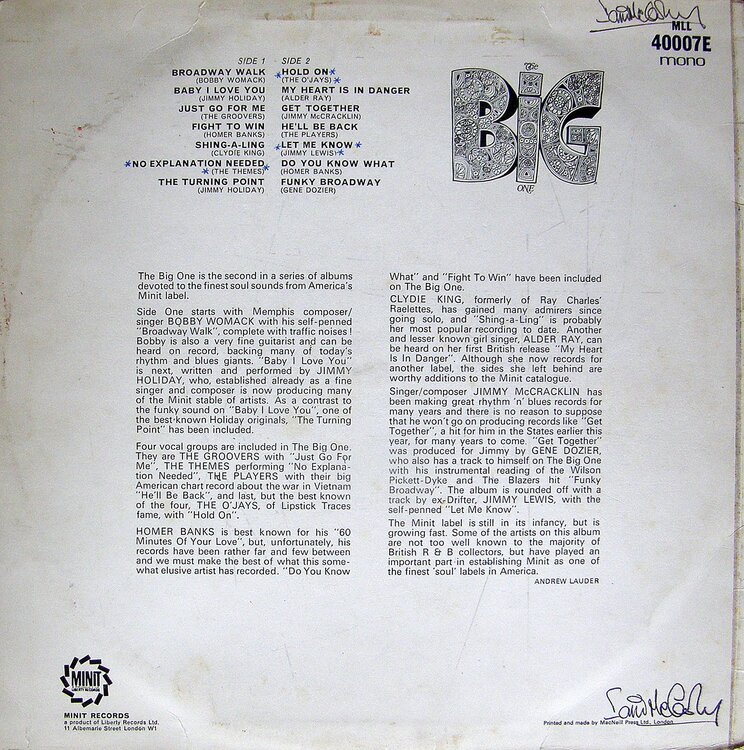 MLL
40007E
mono
SIDE 1 - SIDE 2
BROADWAY WALK
(BOBBY WOMACK)
BABY I LOVE YOU
(JIMMY HOLIDAY)
JUST GO FOR ME
(THE GROOVERS)
FIGHT TO WIN
(HOMER BANKS)
SHING-A-LING
(CLYDIE KING)
*NO EXPLANATION NEEDED*
*(THE THEMES)*
THE TURNING POINT
(JIMMY HOLIDAY)
*HOLD ON*
(THE O'JAYS)*
MY HEART IS IN DANGER
(ALDER RAY)
GET TOGETHER
(JIMMY McCRACKLIN)
HE'LL BE BACK
(THE PLAYERS)
*LET ME KNOW*
(JIMMY LEWIS)*
DO YOU KNOW WHAT
(HOMER BANKS)
FUNKY BROADWAY
(GENE DOZIER)
The
BiG
ONE
The Big One is the second in a series of albums
devoted to the finest soul sounds from America's
Minit label.
Side One starts with Memphis composer/
singer BOBBY WOMACK with his self-penned
"Broadway Walk", complete with traffic noises!
Bobby is also a very fine guitarist and can be
heard on record, backing many of today's
rhythm and blues giants. "Baby I Love You"
is next, written and performed by JIMMY
HOLIDAY, who, established already as a fine
singer and composer is now producing many
of the Minit stable of artists. As a contrast to
the funky sound on "Baby I Love You", one of
the best-known Holiday originals, "The Turning
Point" has been included.
Four vocal groups are included in The Big One.
They are THE GROOVERS with "Just Go For
Me", THE THEMES performing "No Explana-
tion Needed", THE PLAYERS with their big
American chart record about the war in Vietnam
"He'll Be Back", and last, but the best known
of the four, THE O'JAYS, of Lipstick Traces
fame, with "Hold On".
HOMER BANKS is best known for his "60
Minutes Of Your Love", but, unfortunately, his
records have been rather far and few between
and we must make the best of what this some-
what elusive artist has recorded. "Do You Know
What" and "Fight To Win" have been included
on The Big One.
CLYDIE KING, formerly of Ray Charles'
Raelettes, has gained many admirers since
going solo, and "Shing-a-Ling" is probably
her most popular recording to date. Another
and lesser known girl singer, ALDER RAY, can
be heard on her first British release "My Heart
Is In Danger". Although she now records for
another label, the sides she left behind are
worthy additions to the Minit catalogue.
Singer/composer JIMMY McCRACKLIN has
been making great rhythm 'n' blues records for
many years and there is no reason to suppose
that he won't go on producing records like "Get
Together", a hit for him in the States earlier this
year, for many years to come. "Get Together"
was produced for Jimmy by GENE DOZIER,
who also has a track to himself on The Big One
with his instrumental reading of the Wilson
Pickett-Dyke and The Blazers hit "Funky
Broadway". The album is rounded off with a
track by ex-Drifter, JIMMY LEWIS, with the
self-penned "Let Me Know".
The Minit label is still in its infancy, but is
growing fast. Some of the artists on this album
are not too well known to the majority of
British R & B collectors, but have played an
important part in establishing Minit as one of
the finest 'soul' labels in America.
ANDREW LAUDER
MINIT
LIBERTY RECORDS
MINIT RECORDS
a product of Liberty Records Ltd.
11 Albemarle Street London W1
Printed and made by MacNeill Press Ltd., London